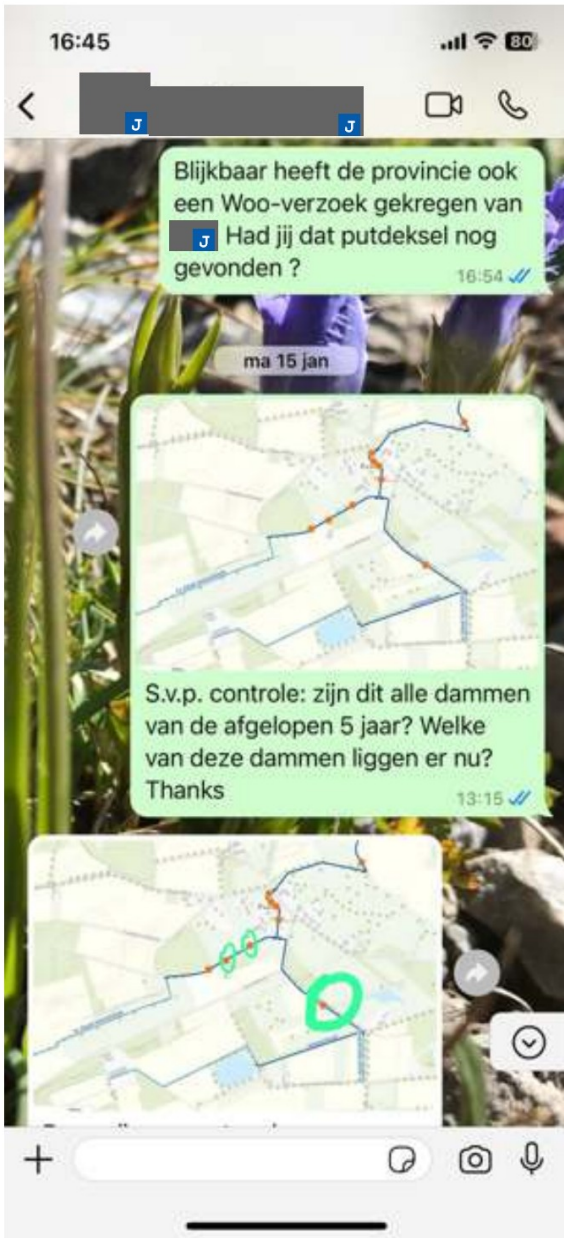 16:45
80
J
J
Blijkbaar heeft de provincie ook
een Woo-verzoek gekregen van
J Had jij dat putdeksel nog
gevonden ?
16:54
ma 15 jan
S.v.p. controle: zijn dit alle dammen
van de afgelopen 5 jaar? Welke
van deze dammen liggen er nu?
Thanks
13:15